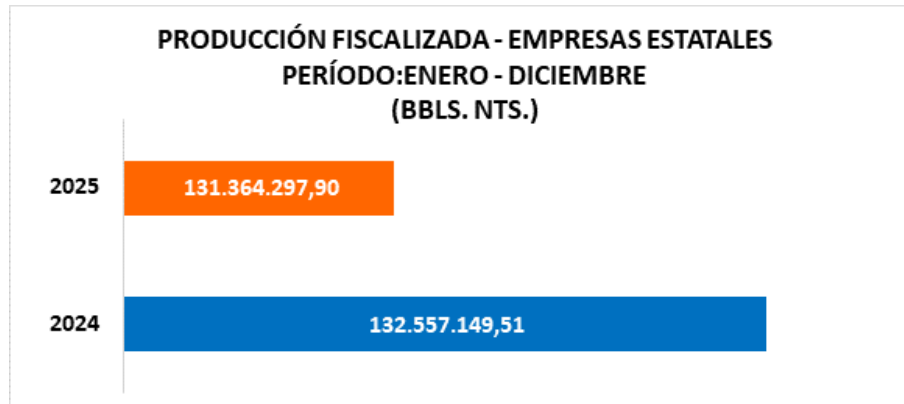 PRODUCCIÓN FISCALIZADA - EMPRESAS ESTATALES
PERÍODO:ENERO - DICIEMBRE
(BBLS. NTS.)
2025
131.364.297,90
2024
132.557.149,51